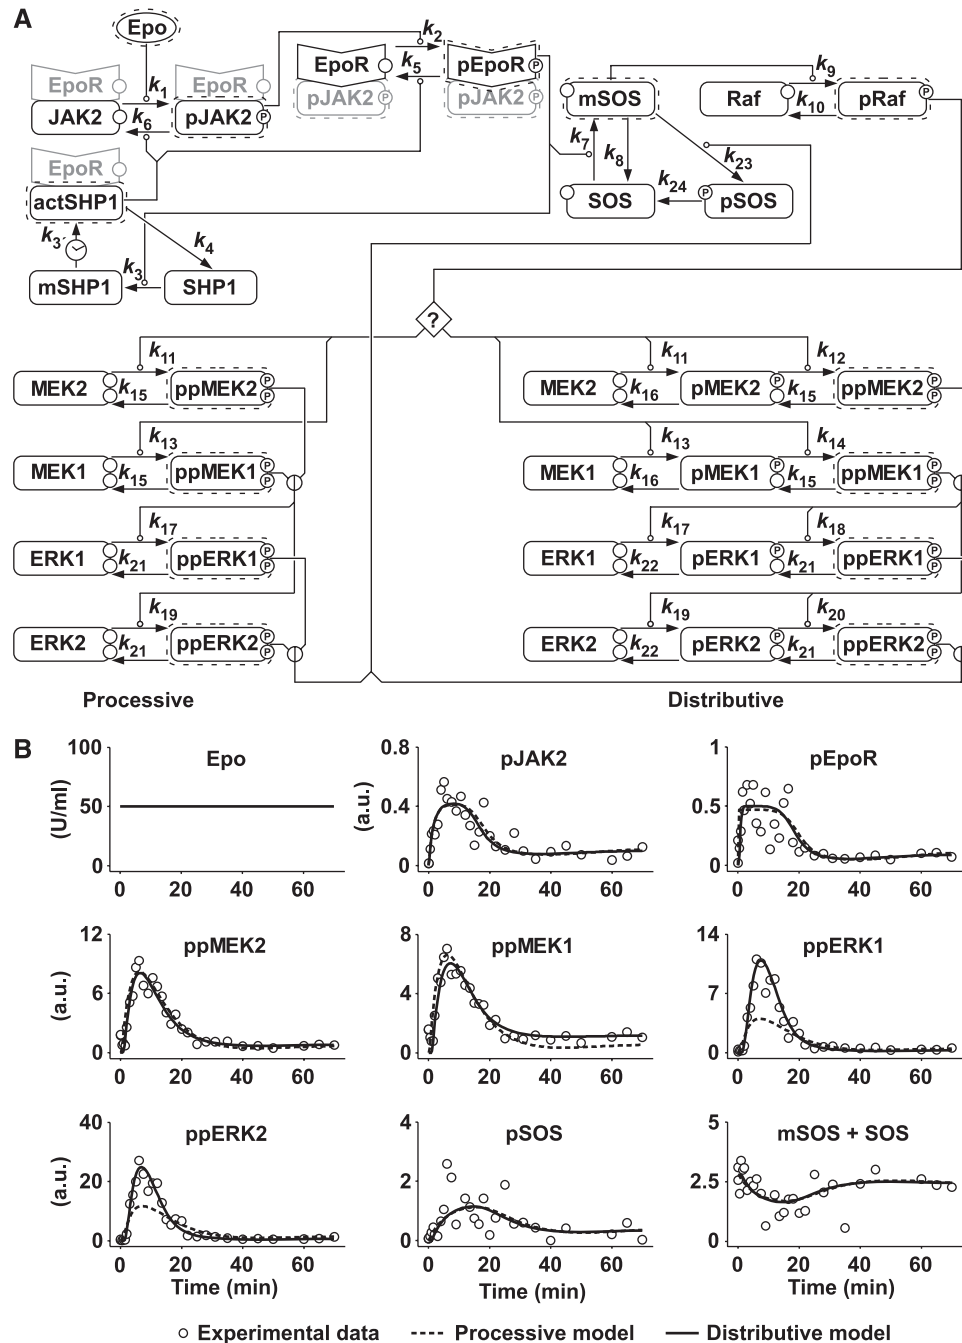 A
Epo
EpoR
EpoR
k1
JAK2
k6
pJAK2
P
EpoR
k2
k5
pEpoR
P
pJAK2
P
pJAK2
P
mSOS
k9
Raf
k10
pRaf
P
k7
k8
k23
SOS
k24
P
pSOS
EpoR
actSHP1
k3'
k4
mSHP1
k3
SHP1
?
MEK2
k11
k15
ppMEK2
P
P
MEK1
k13
k15
ppMEK1
P
P
ERK1
k17
k21
ppERK1
P
P
ERK2
k19
k21
ppERK2
P
P
Processive
MEK2
k11
k16
pMEK2
P
k12
k15
ppMEK2
P
P
MEK1
k13
k16
pMEK1
P
k14
k15
ppMEK1
P
P
ERK1
k17
k22
pERK1
P
k18
k21
ppERK1
P
P
ERK2
k19
k22
pERK2
P
k20
k21
ppERK2
P
P
Distributive
B
Epo
(U/ml)
100
50
0
0 20 40 60
pJAK2
(a.u.)
0.8
0.4
0
0 20 40 60
pEpoR
1
0.5
0
0 20 40 60
ppMEK2
(a.u.)
12
6
0
0 20 40 60
ppMEK1
8
4
0
0 20 40 60
ppERK1
14
7
0
0 20 40 60
ppERK2
(a.u.)
40
20
0
0 20 40 60
Time (min)
pSOS
4
2
0
0 20 40 60
Time (min)
mSOS + SOS
5
2.5
0
0 20 40 60
Time (min)
Experimental data Processive model Distributive model